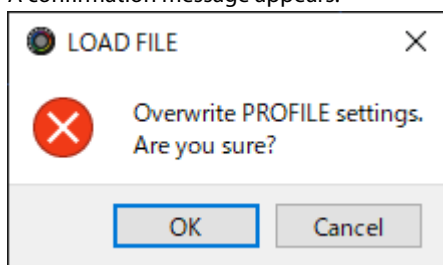 A confirmation message appears.
LOAD FILE
Overwrite PROFILE settings.
Are you sure?
OK
Cancel